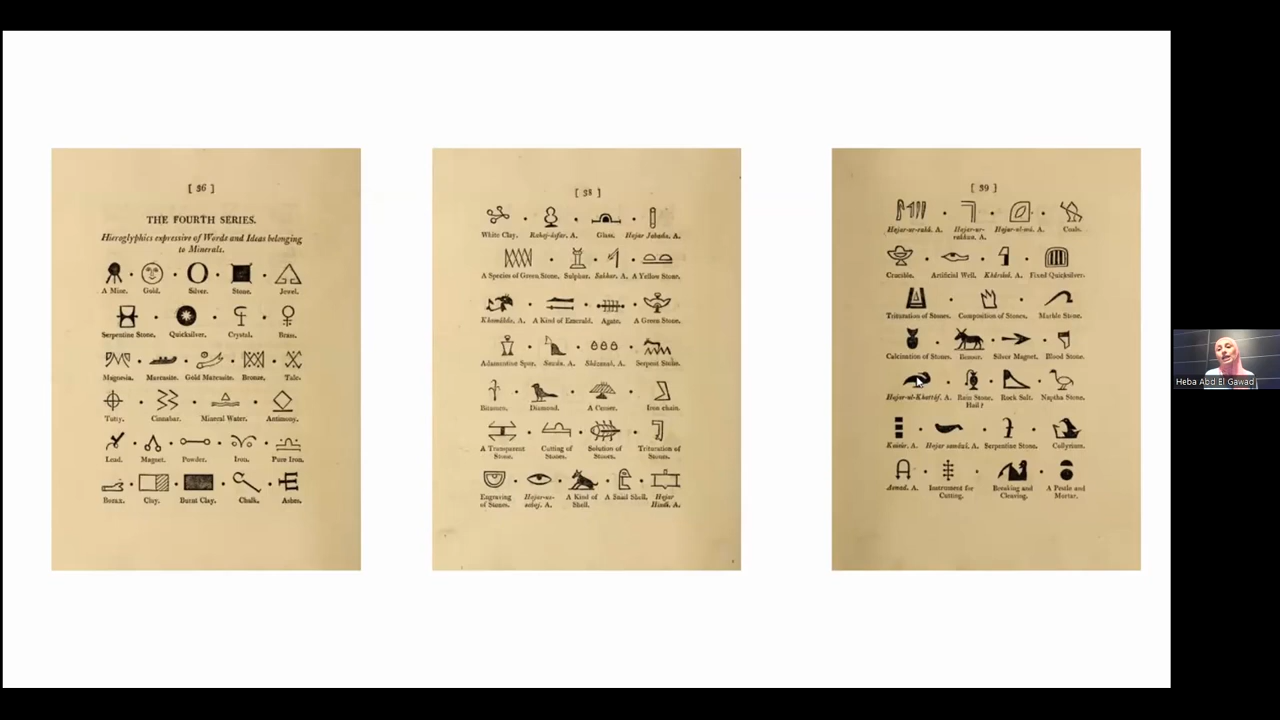 [ 36 ]
THE FOURTH SERIES.
Hieroglyphics expressive of Words and Ideas belonging
to Minerals.
A Mine. Gold. Silver. Stone. Jewel.
Serpentine Stone. Quicksilver. Crystal. Brass.
Magnesia. Marcasite. Gold Marcasite. Bronze. Talc.
Tutty. Cinnabar. Mineral Water. Antimony.
Lead. Magnet. Powder. Iron. Pure Iron.
Borax. Clay. Burnt Clay. Chalk. Ashes.
[ 38 ]
White Clay. Glass. A.
A Species of Green Stone. Sulphur. A. A Yellow Stone.
A. A Kind of Emerald. Agate. A Green Stone.
Adamantine Spar. A. A. Serpent Stone.
Bitumen. Diamond. A Censer. Iron chain.
A Transparent Cutting of Solution of Trituration of
Stone. Stones. Stones. Stones.
Engraving A Kind of A Snail Shell. Hajar
of Stones. A. Shell. Hindi. A.
[ 39 ]
A. A. Coals.
A.
Crucible. Artificial Well. A. Fixed Quicksilver.
Trituration of Stones. Composition of Stones. Marble Stone.
Calcination of Stones. Silver Magnet. Blood Stone.
Hajar-ul-Khattáf. A. Rain Stone. Rock Salt. Naptha Stone.
Hail?
A. A. Serpentine Stone. Collyrium.
A. Instrument for Breaking and A Pestle and
Cutting. Cleaving. Mortar.
Heba Abd El Gawad